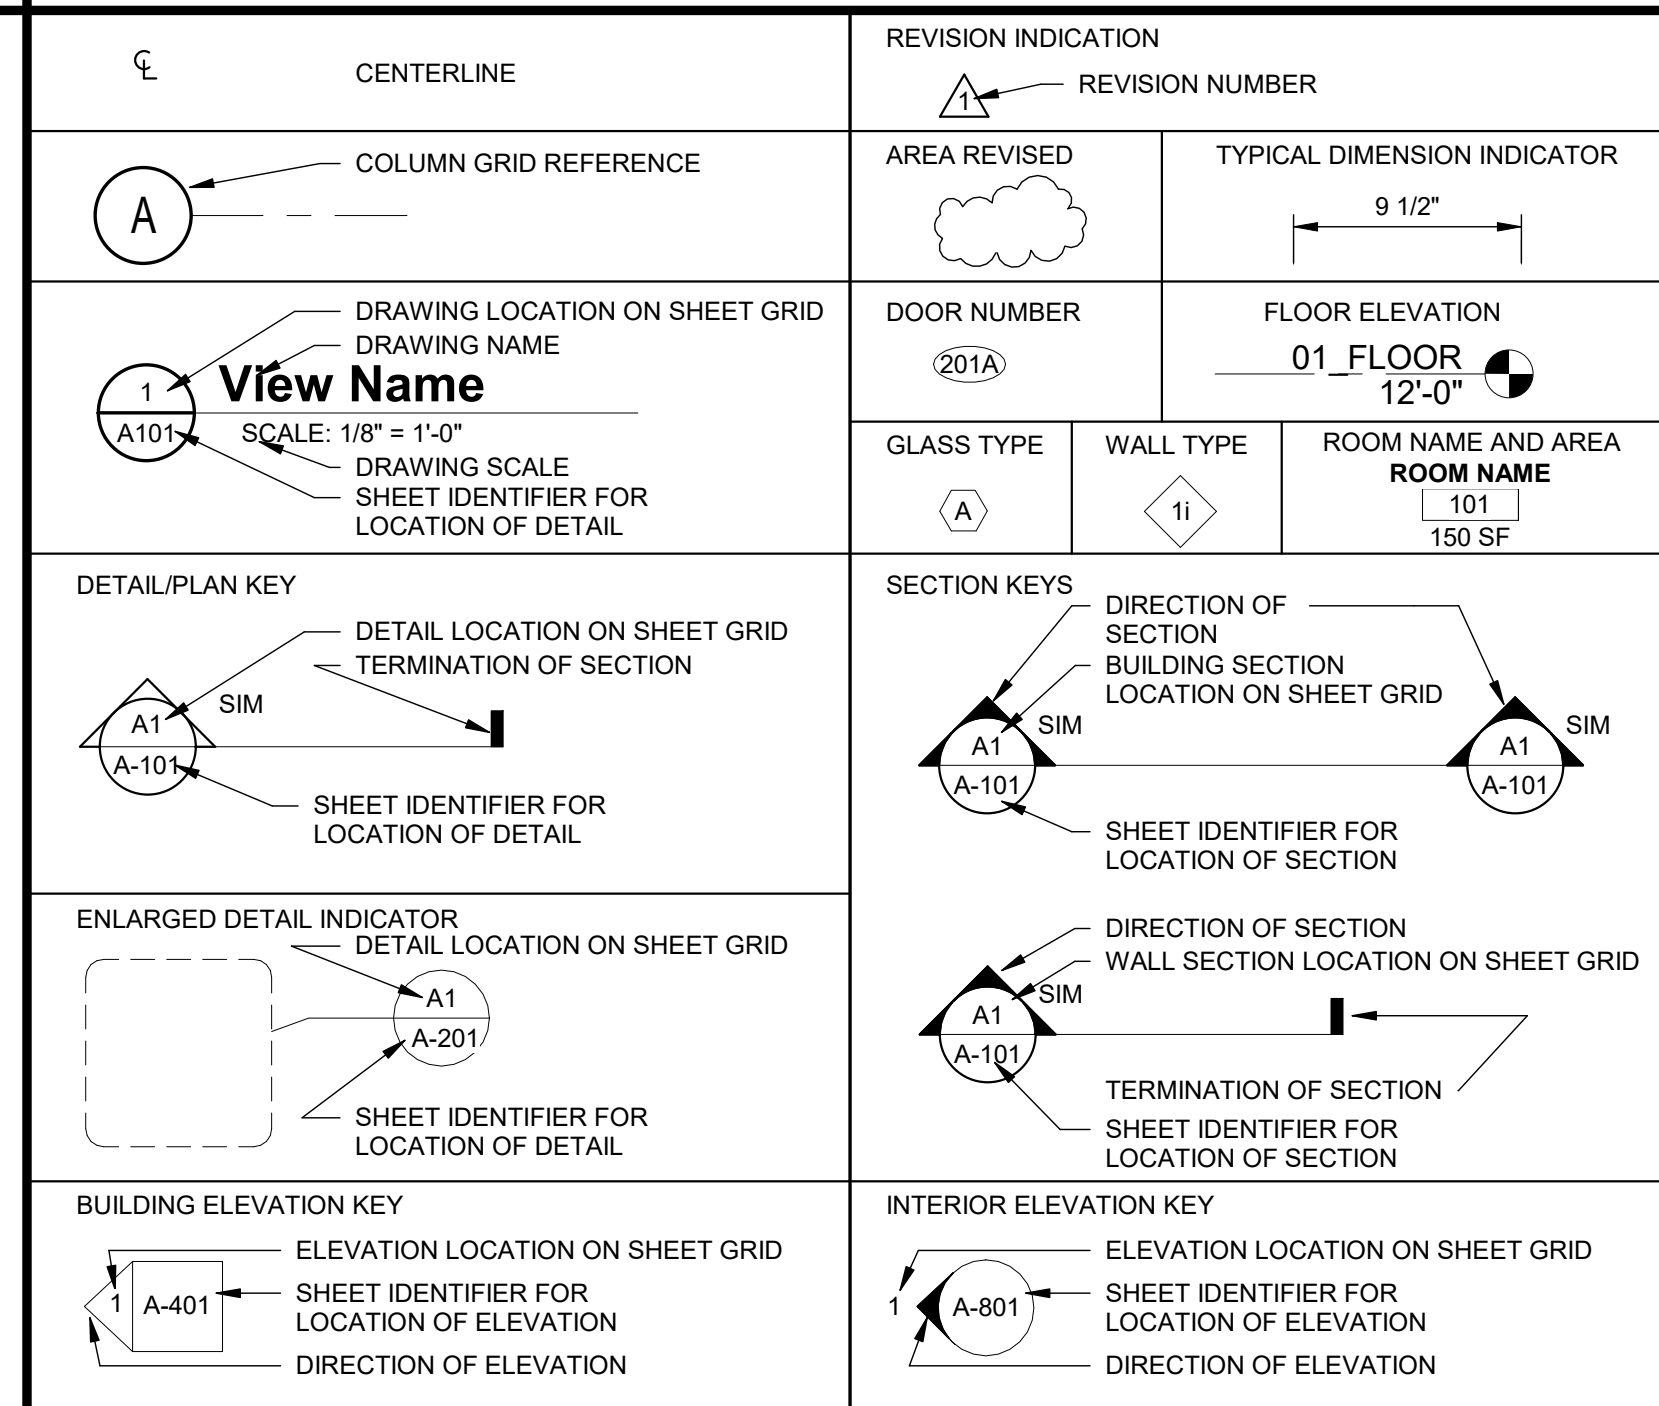 ℄ CENTERLINE
REVISION INDICATION
1 REVISION NUMBER
A COLUMN GRID REFERENCE
AREA REVISED
TYPICAL DIMENSION INDICATOR
9 1/2"
DRAWING LOCATION ON SHEET GRID
DRAWING NAME
1 View Name
A101 SCALE: 1/8" = 1'-0"
DRAWING SCALE
SHEET IDENTIFIER FOR
LOCATION OF DETAIL
DOOR NUMBER
201A
FLOOR ELEVATION
01_FLOOR
12'-0"
GLASS TYPE
A
WALL TYPE
1i
ROOM NAME AND AREA
ROOM NAME
101
150 SF
DETAIL/PLAN KEY
DETAIL LOCATION ON SHEET GRID
TERMINATION OF SECTION
SIM
A1
A-101
SHEET IDENTIFIER FOR
LOCATION OF DETAIL
SECTION KEYS
DIRECTION OF
SECTION
BUILDING SECTION
LOCATION ON SHEET GRID
SIM SIM
A1 A1
A-101 A-101
SHEET IDENTIFIER FOR
LOCATION OF SECTION
DIRECTION OF SECTION
WALL SECTION LOCATION ON SHEET GRID
SIM
A1
A-101
TERMINATION OF SECTION
SHEET IDENTIFIER FOR
LOCATION OF SECTION
ENLARGED DETAIL INDICATOR
DETAIL LOCATION ON SHEET GRID
A1
A-201
SHEET IDENTIFIER FOR
LOCATION OF DETAIL
BUILDING ELEVATION KEY
ELEVATION LOCATION ON SHEET GRID
1 A-401 SHEET IDENTIFIER FOR
LOCATION OF ELEVATION
DIRECTION OF ELEVATION
INTERIOR ELEVATION KEY
ELEVATION LOCATION ON SHEET GRID
1 A-801 SHEET IDENTIFIER FOR
LOCATION OF ELEVATION
DIRECTION OF ELEVATION